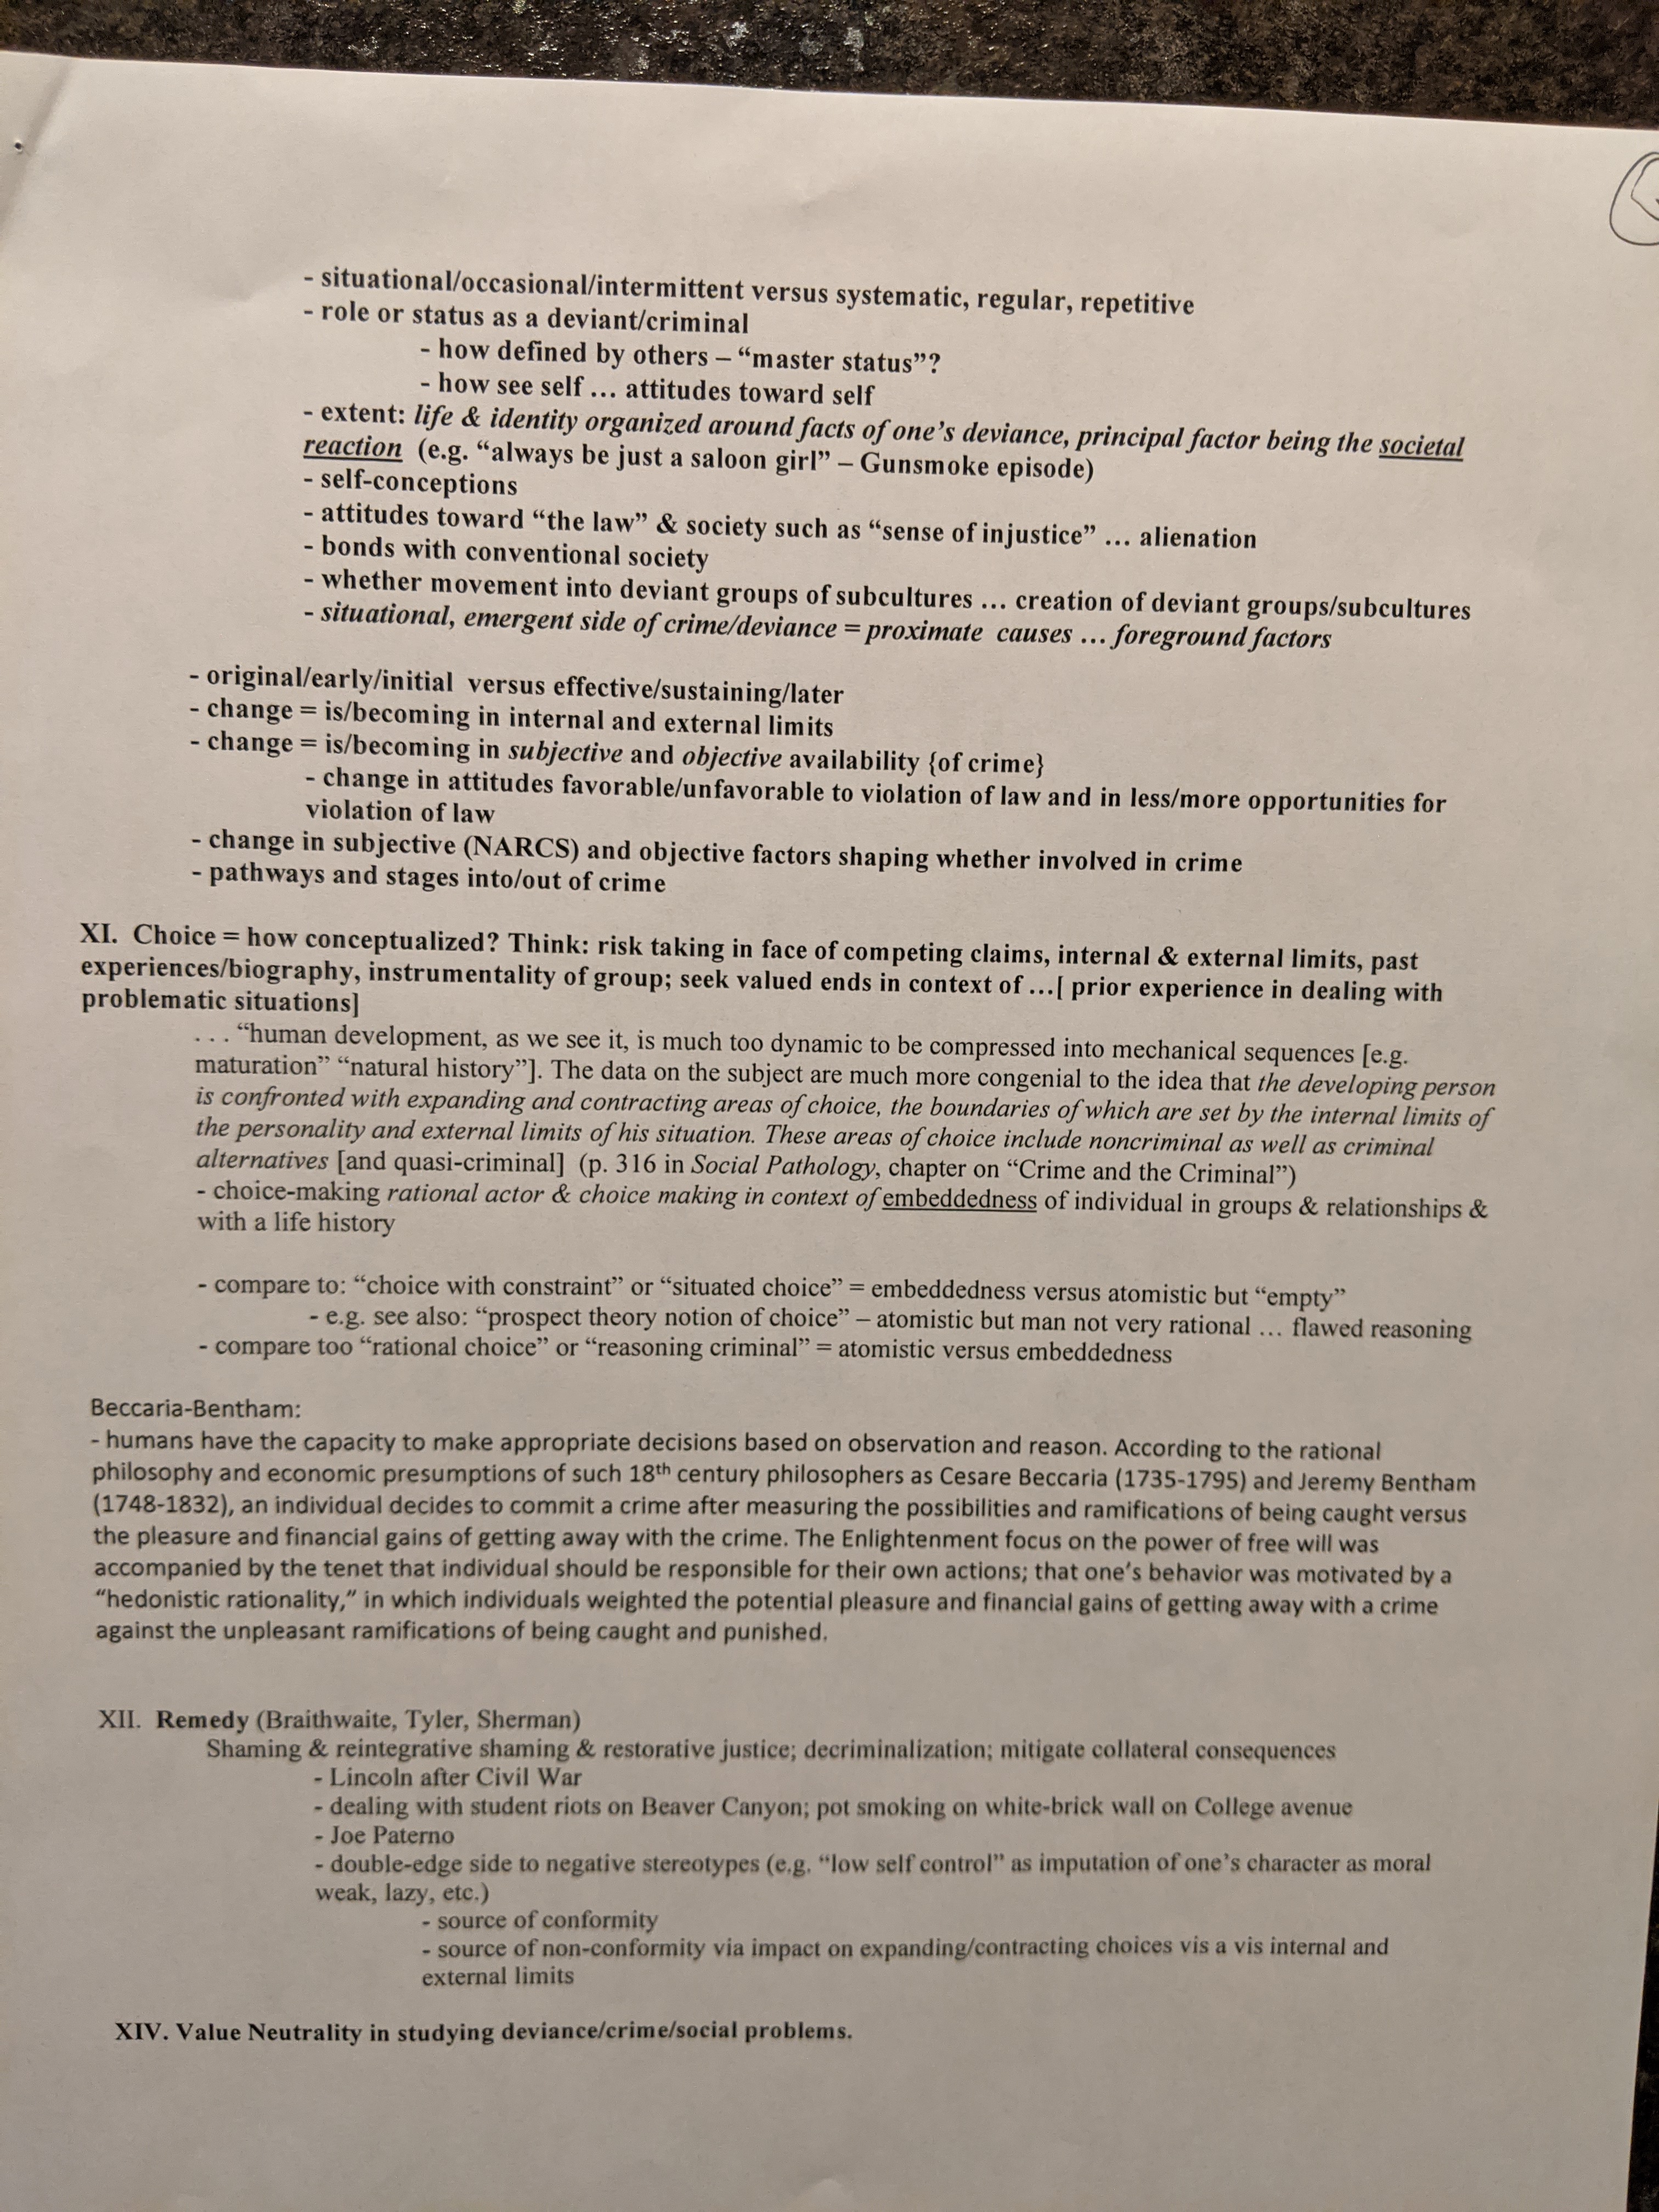 - situational/occasional/intermittent versus systematic, regular, repetitive
- role or status as a deviant/criminal
- how defined by others – “master status”?
- how see self … attitudes toward self
- extent: life & identity organized around facts of one’s deviance, principal factor being the societal
reaction (e.g. “always be just a saloon girl” – Gunsmoke episode)
- self-conceptions
- attitudes toward “the law” & society such as “sense of injustice” … alienation
- bonds with conventional society
- whether movement into deviant groups of subcultures … creation of deviant groups/subcultures
- situational, emergent side of crime/deviance = proximate causes … foreground factors
- original/early/initial versus effective/sustaining/later
- change = is/becoming in internal and external limits
- change = is/becoming in subjective and objective availability {of crime}
- change in attitudes favorable/unfavorable to violation of law and in less/more opportunities for
violation of law
- change in subjective (NARCS) and objective factors shaping whether involved in crime
- pathways and stages into/out of crime
XI. Choice = how conceptualized? Think: risk taking in face of competing claims, internal & external limits, past
experiences/biography, instrumentality of group; seek valued ends in context of …[ prior experience in dealing with
problematic situations]
. . . “human development, as we see it, is much too dynamic to be compressed into mechanical sequences [e.g.
maturation” “natural history”]. The data on the subject are much more congenial to the idea that the developing person
is confronted with expanding and contracting areas of choice, the boundaries of which are set by the internal limits of
the personality and external limits of his situation. These areas of choice include noncriminal as well as criminal
alternatives [and quasi-criminal] (p. 316 in Social Pathology, chapter on “Crime and the Criminal”)
- choice-making rational actor & choice making in context of embeddedness of individual in groups & relationships &
with a life history
- compare to: “choice with constraint” or “situated choice” = embeddedness versus atomistic but “empty”
- e.g. see also: “prospect theory notion of choice” – atomistic but man not very rational … flawed reasoning
- compare too “rational choice” or “reasoning criminal” = atomistic versus embeddedness
Beccaria-Bentham:
- humans have the capacity to make appropriate decisions based on observation and reason. According to the rational
philosophy and economic presumptions of such 18th century philosophers as Cesare Beccaria (1735-1795) and Jeremy Bentham
(1748-1832), an individual decides to commit a crime after measuring the possibilities and ramifications of being caught versus
the pleasure and financial gains of getting away with the crime. The Enlightenment focus on the power of free will was
accompanied by the tenet that individual should be responsible for their own actions; that one’s behavior was motivated by a
“hedonistic rationality,” in which individuals weighted the potential pleasure and financial gains of getting away with a crime
against the unpleasant ramifications of being caught and punished.
XII. Remedy (Braithwaite, Tyler, Sherman)
Shaming & reintegrative shaming & restorative justice; decriminalization; mitigate collateral consequences
- Lincoln after Civil War
- dealing with student riots on Beaver Canyon; pot smoking on white-brick wall on College avenue
- Joe Paterno
- double-edge side to negative stereotypes (e.g. “low self control” as imputation of one’s character as moral
weak, lazy, etc.)
- source of conformity
- source of non-conformity via impact on expanding/contracting choices vis a vis internal and
external limits
XIV. Value Neutrality in studying deviance/crime/social problems.